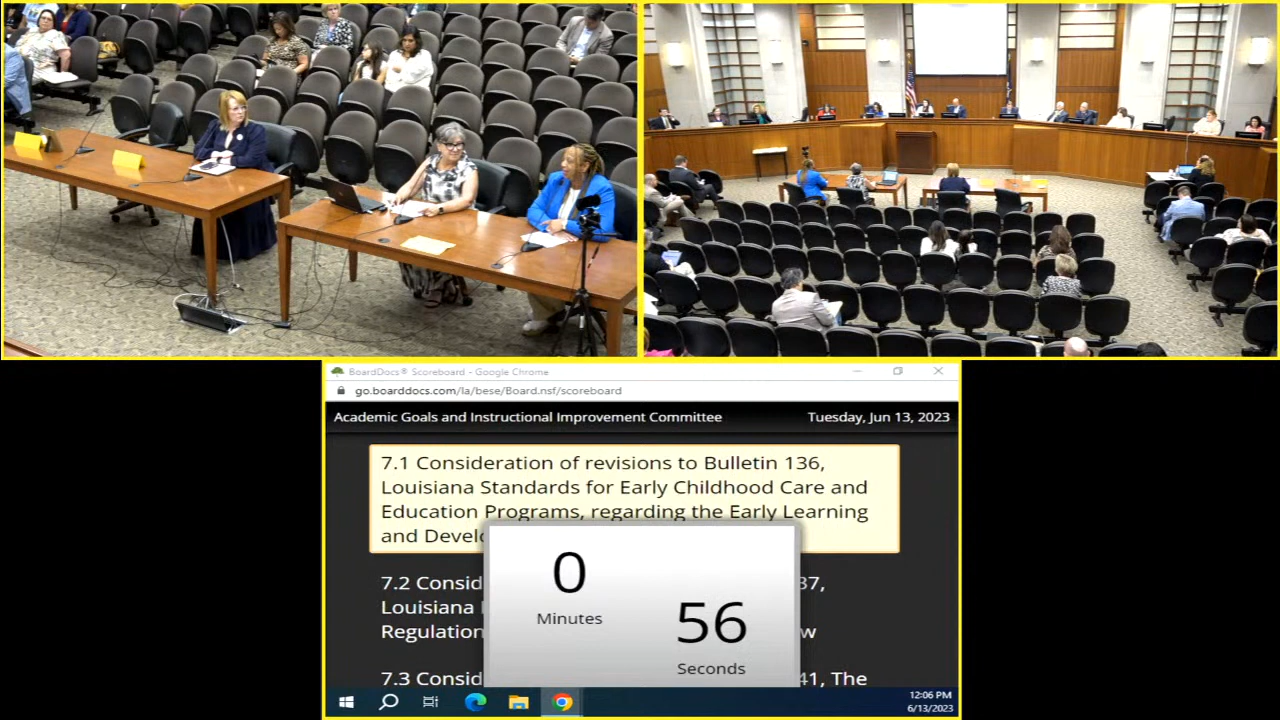 BoardDocs® Scoreboard - Google Chrome
go.boarddocs.com/la/bese/Board.nsf/scoreboard
Academic Goals and Instructional Improvement Committee
Tuesday, Jun 13, 2023
7.1 Consideration of revisions to Bulletin 136,
Louisiana Standards for Early Childhood Care and
Education Programs, regarding the Early Learning
and
0
Minutes
56
Seconds
7.2
37,
Louisiana
Regulation
7.3
41, The
12:06 PM
6/13/2023